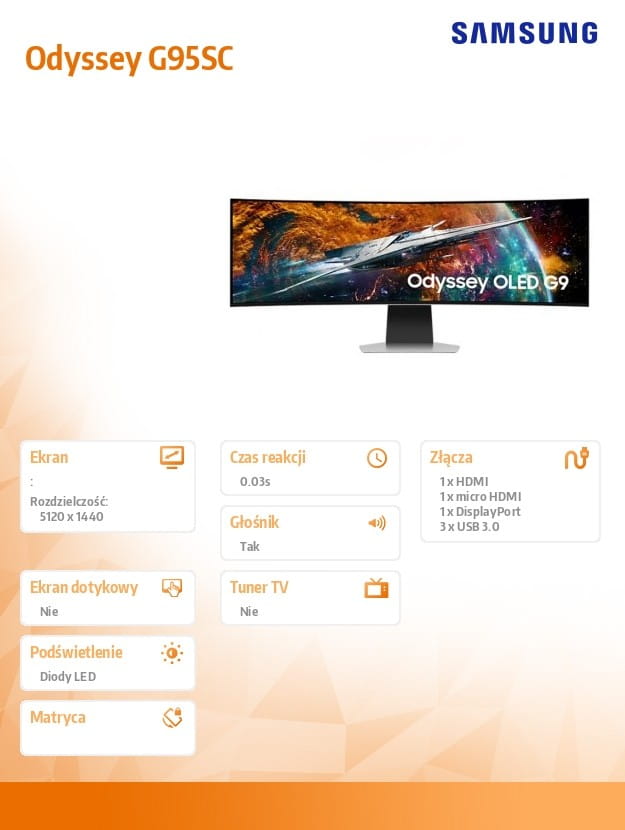 SAMSUNG
Odyssey G95SC
Odyssey OLED G9
Ekran
:
Rozdzielczość:
5120 x 1440
Czas reakcji
0.03s
Złącza
1 x HDMI
1 x micro HDMI
1 x DisplayPort
3 x USB 3.0
Głośnik
Tak
Ekran dotykowy
Nie
Tuner TV
Nie
Podświetlenie
Diody LED
Matryca